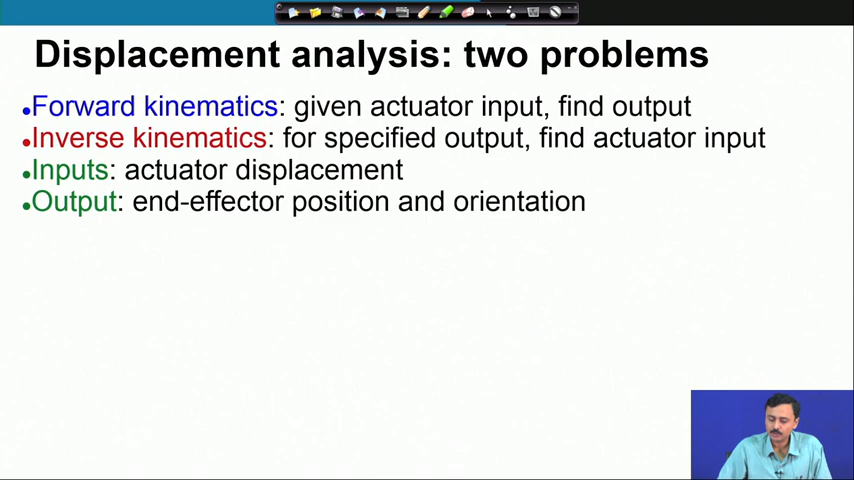 Displacement analysis: two problems
•Forward kinematics: given actuator input, find output
•Inverse kinematics: for specified output, find actuator input
•Inputs: actuator displacement
•Output: end-effector position and orientation